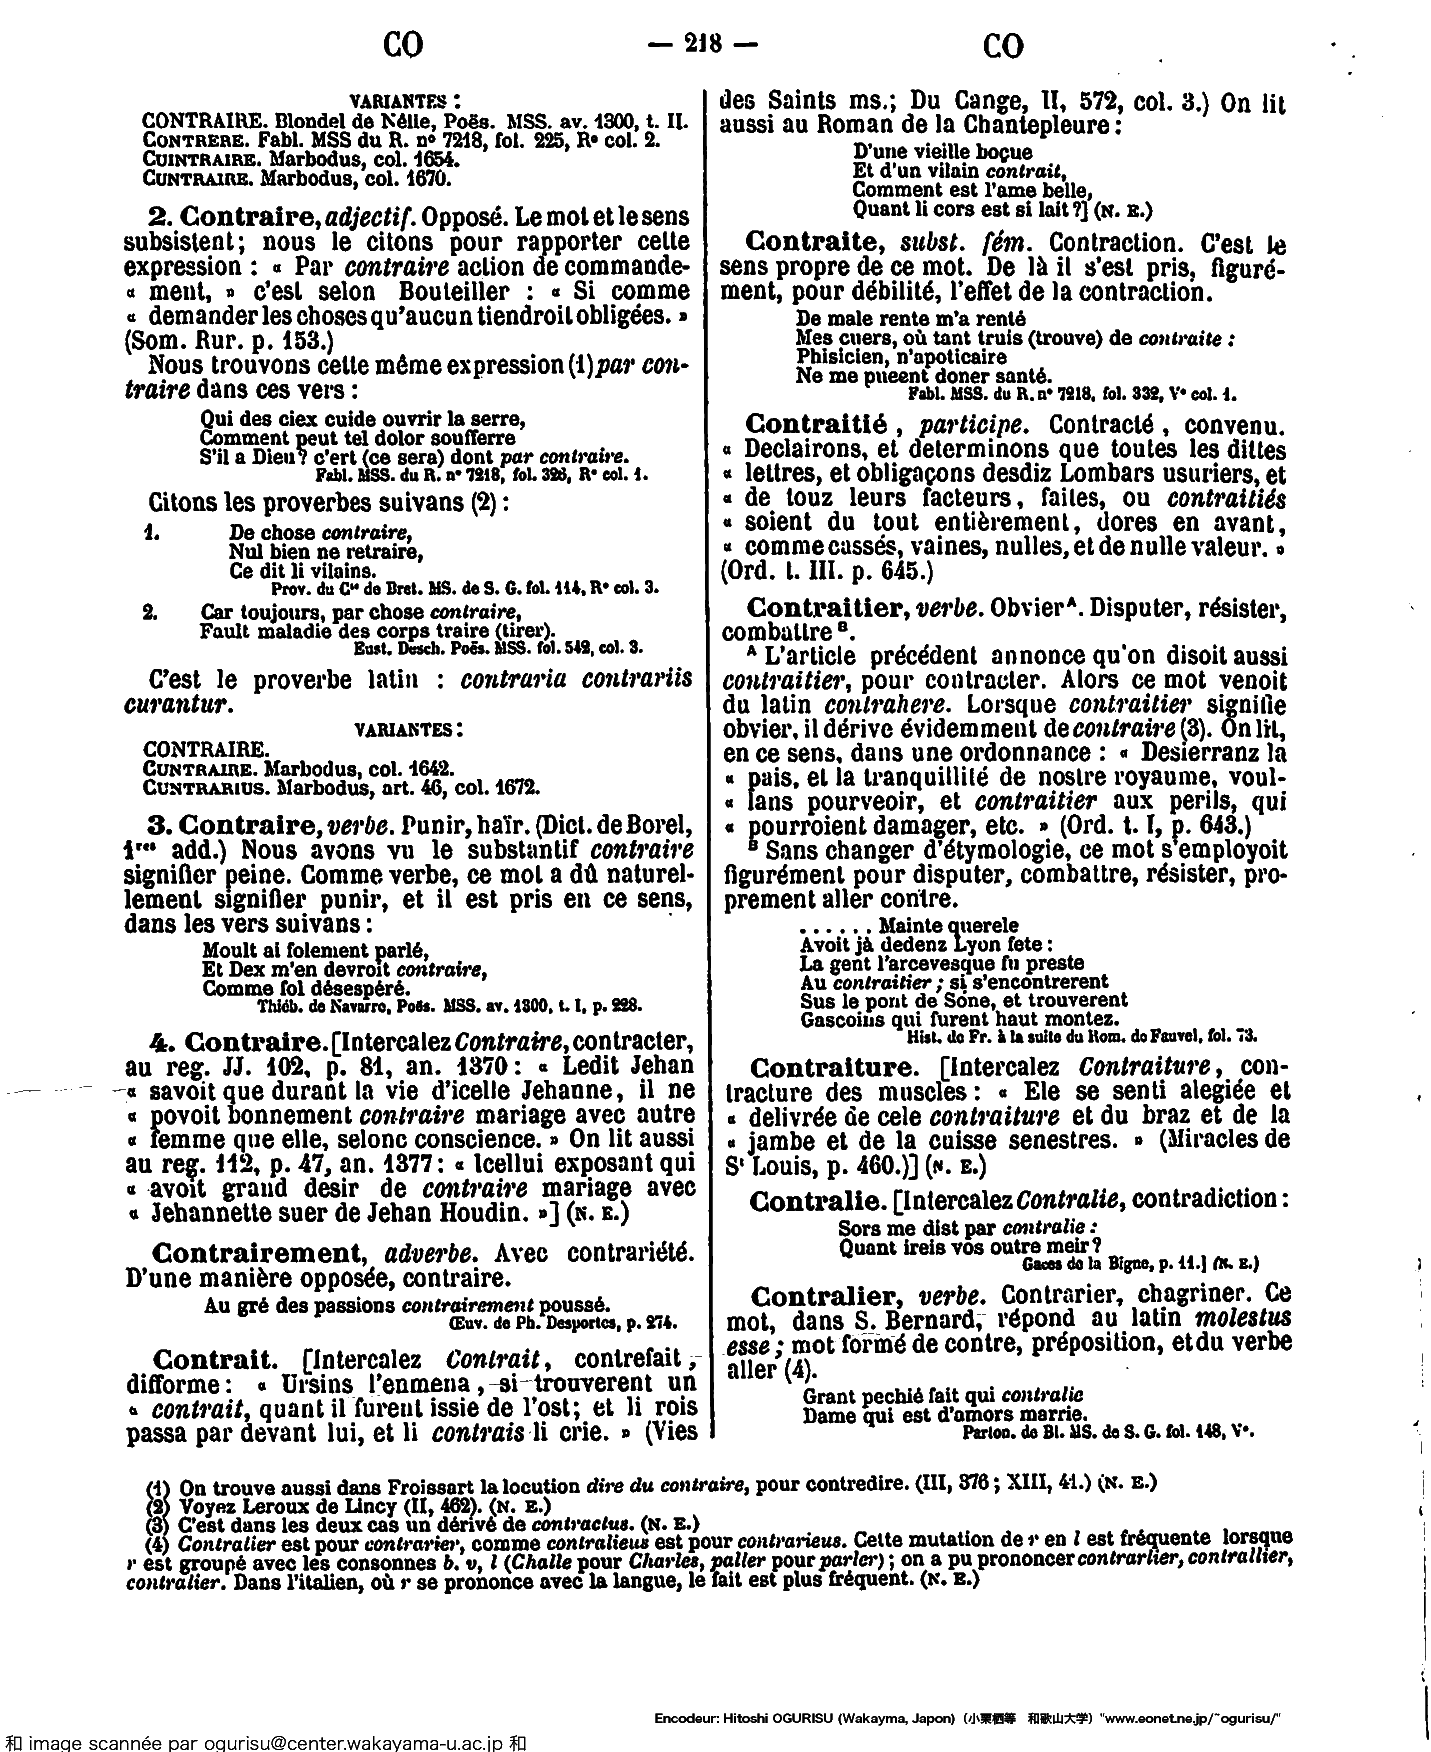 CO — 218 — CO
VARIANTES :
CONTRAIRE. Blondel de Nélle, Poës. MSS. av. 1300, t. II.
CONTRERE. Fabl. MSS du R. nº 7218, fol. 225, Rº col. 2.
CUINTRAIRE. Marbodus, col. 1654.
CUNTRAIRE. Marbodus, col. 1670.
2. Contraire, adjectif. Opposé. Le mot et le sens
subsistent; nous le citons pour rapporter cette
expression : « Par contraire action de commande-
« ment, » c'est selon Bouteiller : « Si comme
« demander les choses qu'aucun tiendroit obligées. »
(Som. Rur. p. 153.)
Nous trouvons cette même expression (1) par con-
traire dans ces vers :
Qui des ciex cuide ouvrir la serre,
Comment peut tel dolor soufferre
S'il a Dieu? c'ert (ce sera) dont par contraire.
Fabl. MSS. du R. nº 7218, fol. 326, Rº col. 1.
Citons les proverbes suivans (2) :
1. De chose contraire,
Nul bien ne retraire,
Ce dit li vilains.
Prov. du Cte de Bret. MS. de S. G. fol. 114, Rº col. 3.
2. Car toujours, par chose contraire,
Fault maladie des corps traire (tirer).
Eust. Desch. Poës. MSS. fol. 542, col. 3.
C'est le proverbe latin : contraria contrariis
curantur.
VARIANTES :
CONTRAIRE.
CUNTRAIRE. Marbodus, col. 1642.
CUNTRARIUS. Marbodus, art. 46, col. 1672.
3. Contraire, verbe. Punir, haïr. (Dict. de Borel,
1res add.) Nous avons vu le substantif contraire
signifier peine. Comme verbe, ce mot a dû naturel-
lement signifier punir, et il est pris en ce sens,
dans les vers suivans :
Moult ai folement parlé,
Et Dex m'en devroit contraire,
Comme fol désespéré.
Thiéb. de Navarre, Poës. MSS. av. 1300, t. I, p. 228.
4. Contraire. [Intercalez Contraire, contracter,
au reg. JJ. 102, p. 81, an. 1370 : « Ledit Jehan
« savoit que durant la vie d'icelle Jehanne, il ne
« povoit bonnement contraire mariage avec autre
« femme que elle, selonc conscience. » On lit aussi
au reg. 112, p. 47, an. 1377 : « Icellui exposant qui
« avoit grand desir de contraire mariage avec
« Jehannette suer de Jehan Houdin. »] (N. E.)
Contrairement, adverbe. Avec contrariété.
D'une manière opposée, contraire.
Au gré des passions contrairement poussé.
Œuv. de Ph. Desportes, p. 274.
Contrait. [Intercalez Contrait, contrefait,
difforme : « Ursins l'enmena, si trouverent un
« contrait, quant il furent issie de l'ost; et li rois
passa par devant lui, et li contrais li crie. » (Vies
des Saints ms.; Du Cange, II, 572, col. 3.) On lit
aussi au Roman de la Chantepleure :
D'une vieille boçue
Et d'un vilain contrait,
Comment est l'ame belle,
Quant li cors est si lait ?] (N. E.)
Contraite, subst. fém. Contraction. C'est le
sens propre de ce mot. De là il s'est pris, figuré-
ment, pour débilité, l'effet de la contraction.
De male rente m'a renté
Mes cuers, où tant truis (trouve) de contraite :
Phisicien, n'apoticaire
Ne me pueent doner santé.
Fabl. MSS. du R. nº 7218, fol. 332, Vº col. 1.
Contraitié, participe. Contracté, convenu.
« Declairons, et determinons que toutes les dittes
« lettres, et obligaçons desdiz Lombars usuriers, et
« de touz leurs facteurs, faites, ou contraitiés
« soient du tout entièrement, dores en avant,
« comme cassés, vaines, nulles, et de nulle valeur. »
(Ord. t. III. p. 645.)
Contraitier, verbe. Obvier A. Disputer, résister,
combattre B.
A L'article précédent annonce qu'on disoit aussi
contraitier, pour contracter. Alors ce mot venoit
du latin contrahere. Lorsque contraitier signifie
obvier, il dérive évidemment de contraire (3). On lit,
en ce sens, dans une ordonnance : « Desierranz la
« pais, et la tranquillité de nostre royaume, voul-
« lans pourveoir, et contraitier aux perils, qui
« pourroient damager, etc. » (Ord. t. I, p. 643.)
B Sans changer d'étymologie, ce mot s'employoit
figurément pour disputer, combattre, résister, pro-
prement aller contre.
. . . . . . Mainte querele
Avoit jà dedenz Lyon fete :
La gent l'arcevesque fu preste
Au contraitier ; si s'encontrerent
Sus le pont de Sone, et trouverent
Gascoins qui furent haut montez.
Hist. de Fr. à la suite du Rom. de Fauvel, fol. 73.
Contraiture. [Intercalez Contraiture, con-
tracture des muscles : « Ele se senti alegiée et
« delivrée de cele contraiture et du braz et de la
« jambe et de la cuisse senestres. » (Miracles de
St Louis, p. 460.)] (N. E.)
Contralie. [Intercalez Contralie, contradiction :
Sors me dist par contralie :
Quant ireis vos outre meir ?
Gaces de la Bigne, p. 11.] (N. E.)
Contralier, verbe. Contrarier, chagriner. Ce
mot, dans S. Bernard, répond au latin molestus
esse ; mot formé de contre, préposition, et du verbe
aller (4).
Grant pechié fait qui contralie
Dame qui est d'amors marrie.
Parton. de Bl. MS. de S. G. fol. 148, Vº.
(1) On trouve aussi dans Froissart la locution dire du contraire, pour contredire. (III, 376 ; XIII, 41.) (N. E.)
(2) Voyez Leroux de Lincy (II, 462). (N. E.)
(3) C'est dans les deux cas un dérivé de contractus. (N. E.)
(4) Contralier est pour contrarier, comme contralieus est pour contrarieus. Cette mutation de r en l est fréquente lorsque
r est groupé avec les consonnes b. v, l (Challe pour Charles, paller pour parler) ; on a pu prononcer contrarlier, contrallier,
contralier. Dans l'italien, où r se prononce avec la langue, le fait est plus fréquent. (N. E.)
Encodeur: Hitoshi OGURISU (Wakayma, Japon) (小栗栖等 和歌山大学) "www.eonet.ne.jp/~ogurisu/"
和 image scannée par ogurisu@center.wakayama-u.ac.jp 和